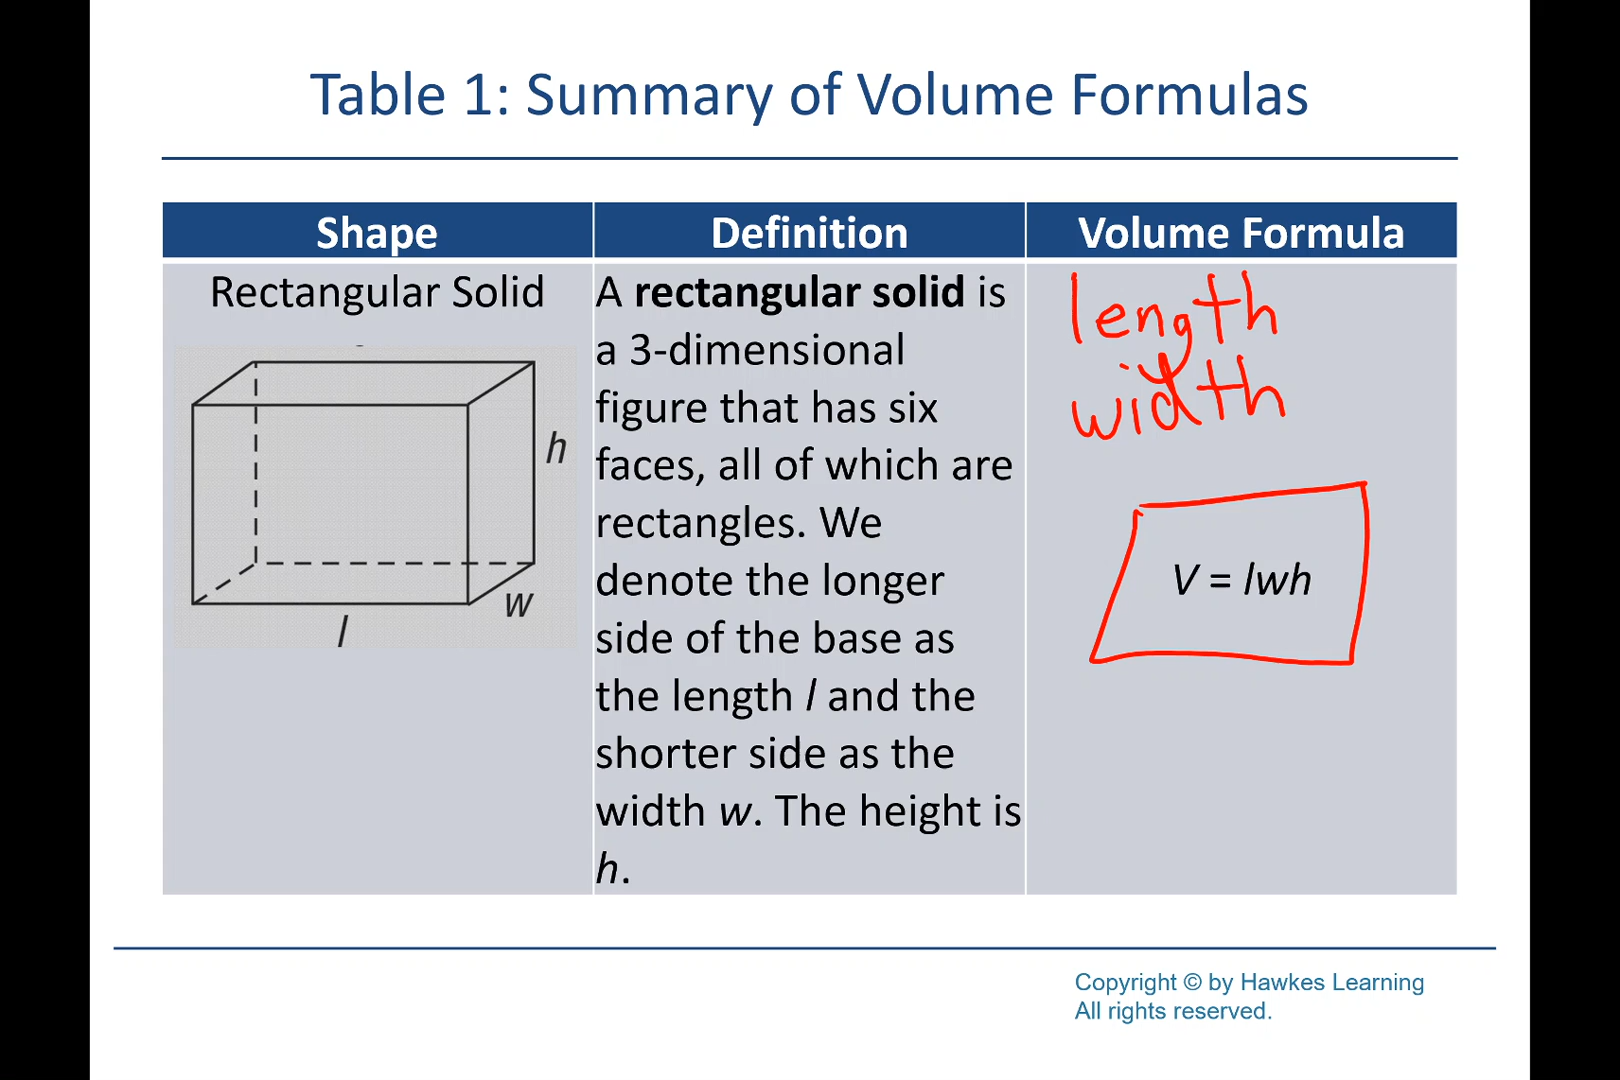 Table 1: Summary of Volume Formulas
Shape
Definition
Volume Formula
Rectangular Solid
h
w
l
A rectangular solid is
a 3-dimensional
figure that has six
faces, all of which are
rectangles. We
denote the longer
side of the base as
the length l and the
shorter side as the
width w. The height is
h.
length
width
V = lwh
Copyright © by Hawkes Learning
All rights reserved.